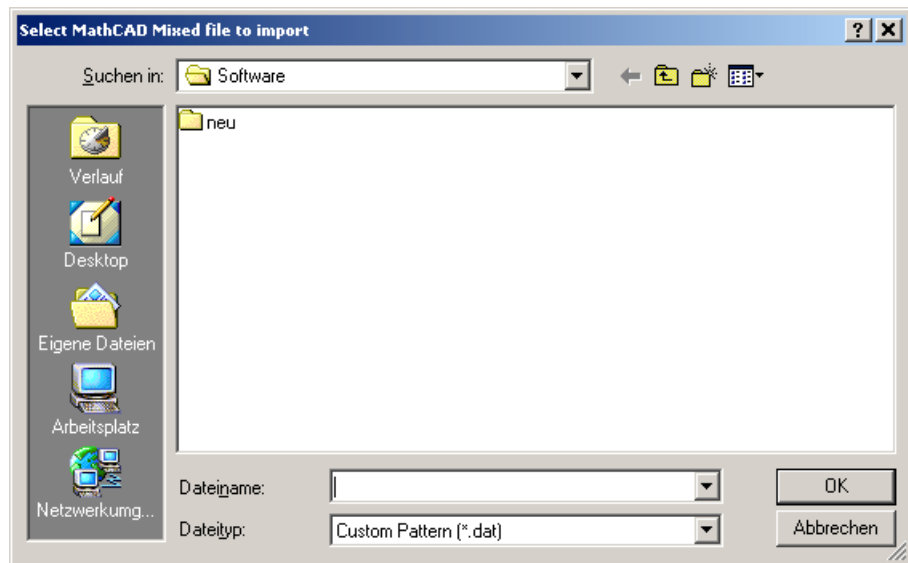 Select MathCAD Mixed file to import
Suchen in: Software
neu
Verlauf
Desktop
Eigene Dateien
Arbeitsplatz
Netzwerkumg...
Dateiname: OK
Dateityp: Custom Pattern (*.dat) Abbrechen